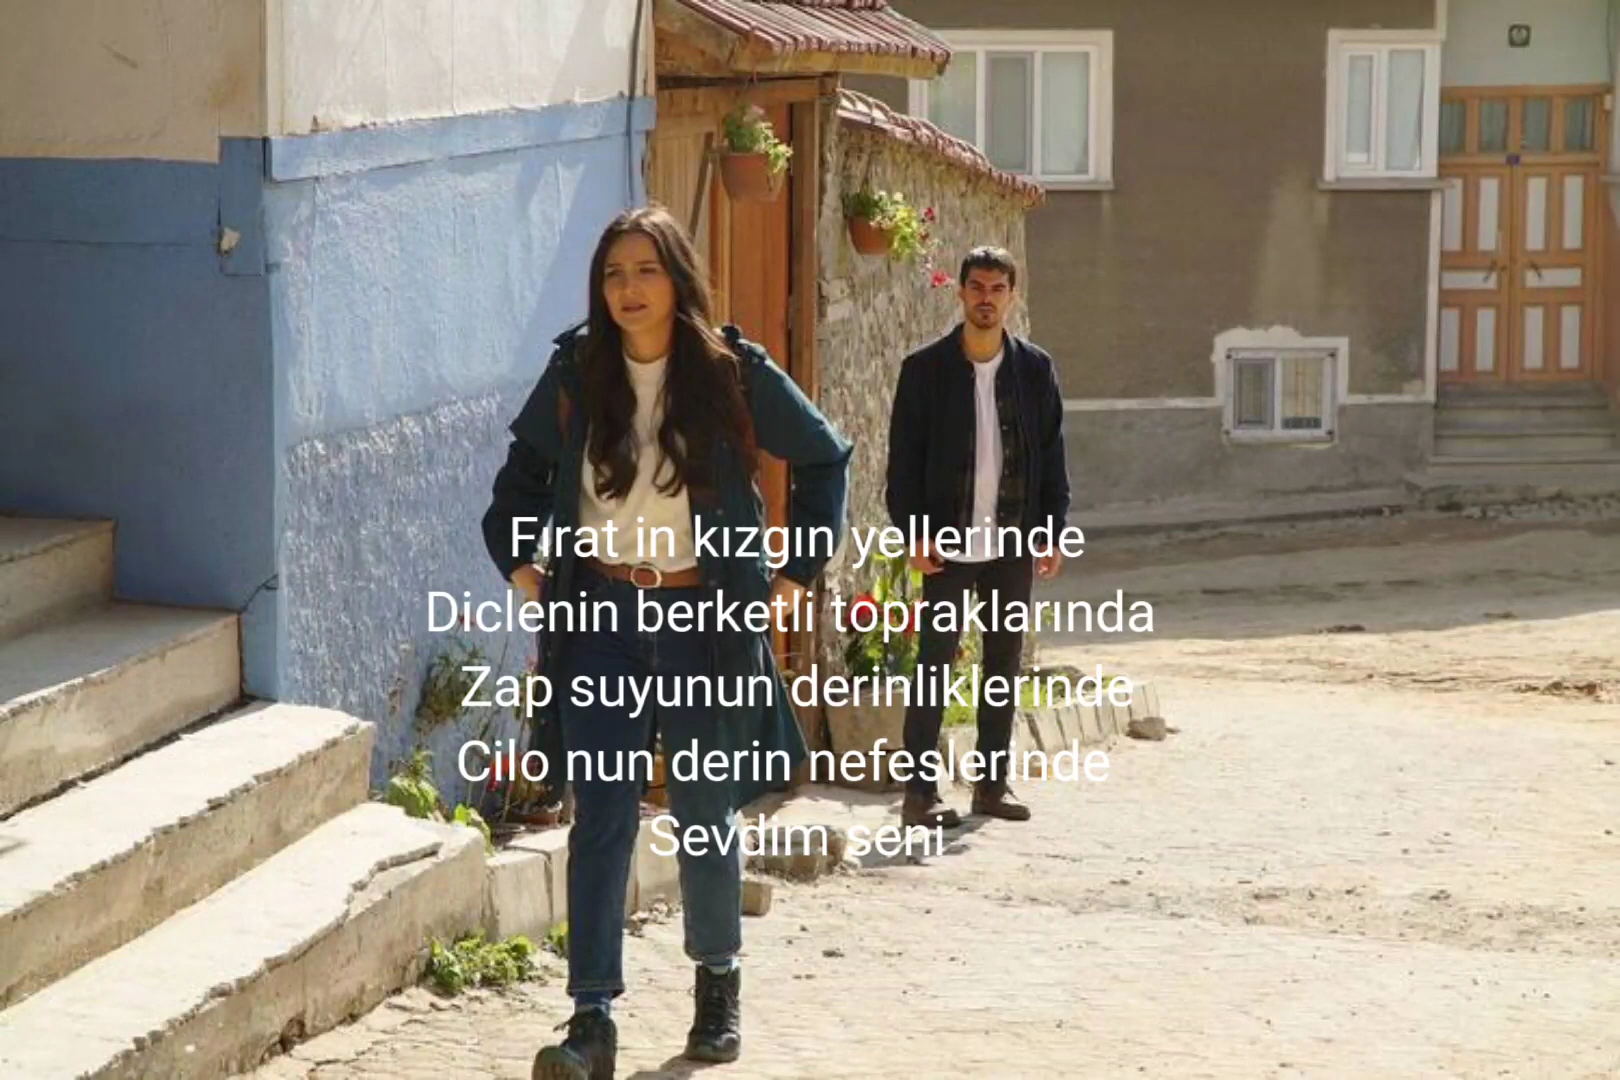 Fırat in kızgın yellerinde
Diclenin berketli topraklarında
Zap suyunun derinliklerinde
Cilo nun derin nefeslerinde
Sevdim seni